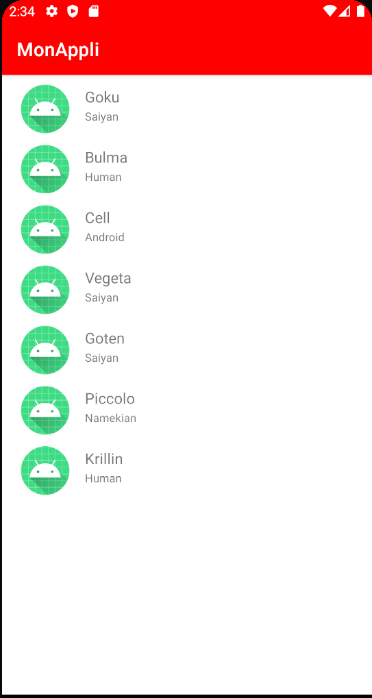 2:34
MonAppli
Goku
Saiyan
Bulma
Human
Cell
Android
Vegeta
Saiyan
Goten
Saiyan
Piccolo
Namekian
Krillin
Human